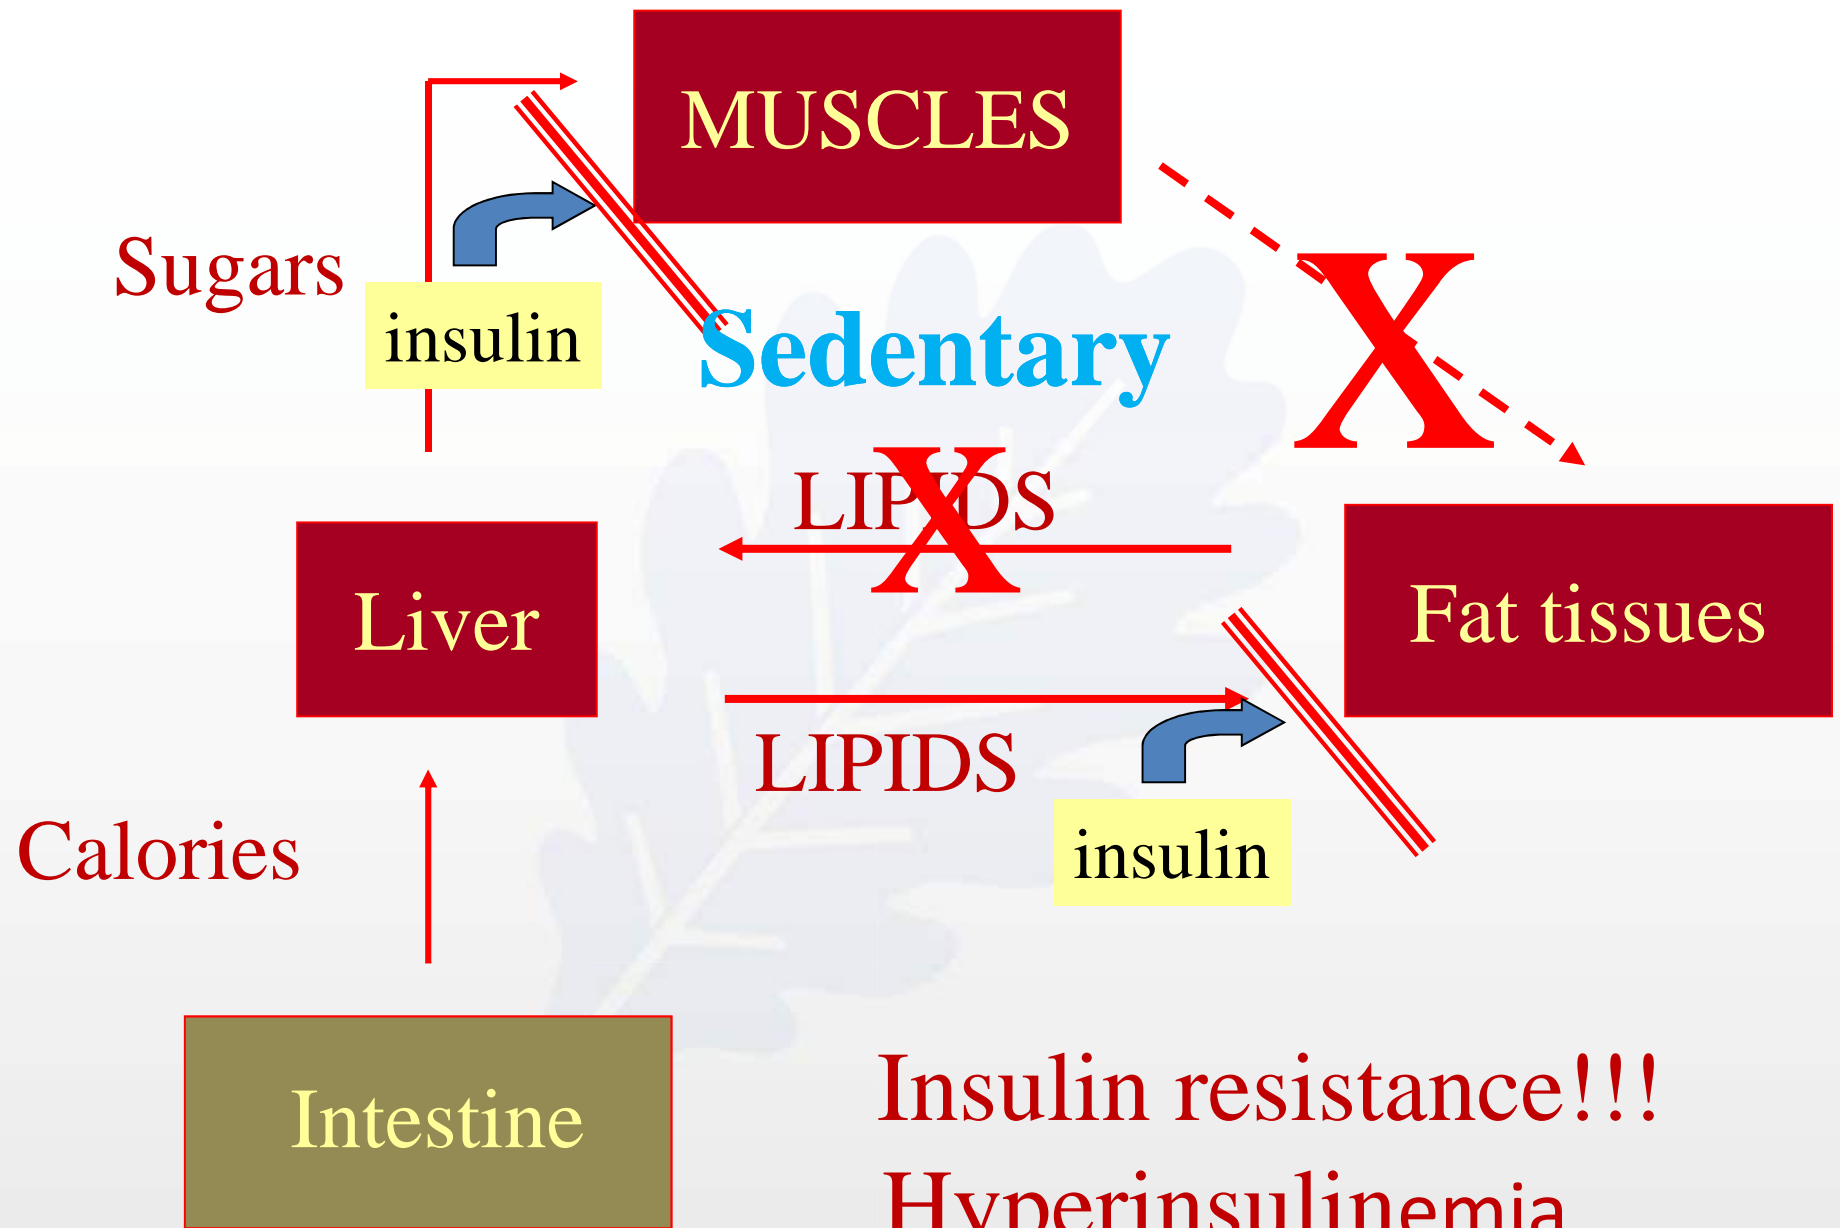 MUSCLES
Sugars
insulin
Sedentary
X
LIPIDS
X
Liver
Fat tissues
LIPIDS
Calories
insulin
Intestine
Insulin resistance!!!
Hyperinsulinemia